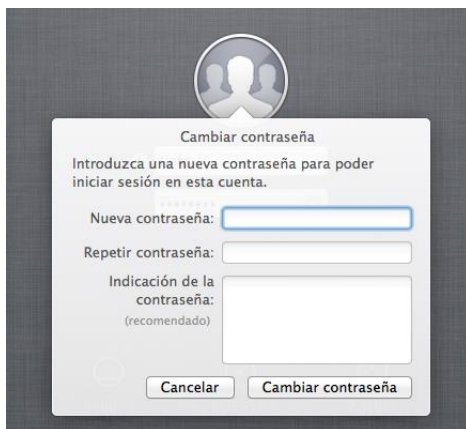 Cambiar contraseña
Introduzca una nueva contraseña para poder
iniciar sesión en esta cuenta.
Nueva contraseña:
Repetir contraseña:
Indicación de la
contraseña:
(recomendado)
Cancelar
Cambiar contraseña